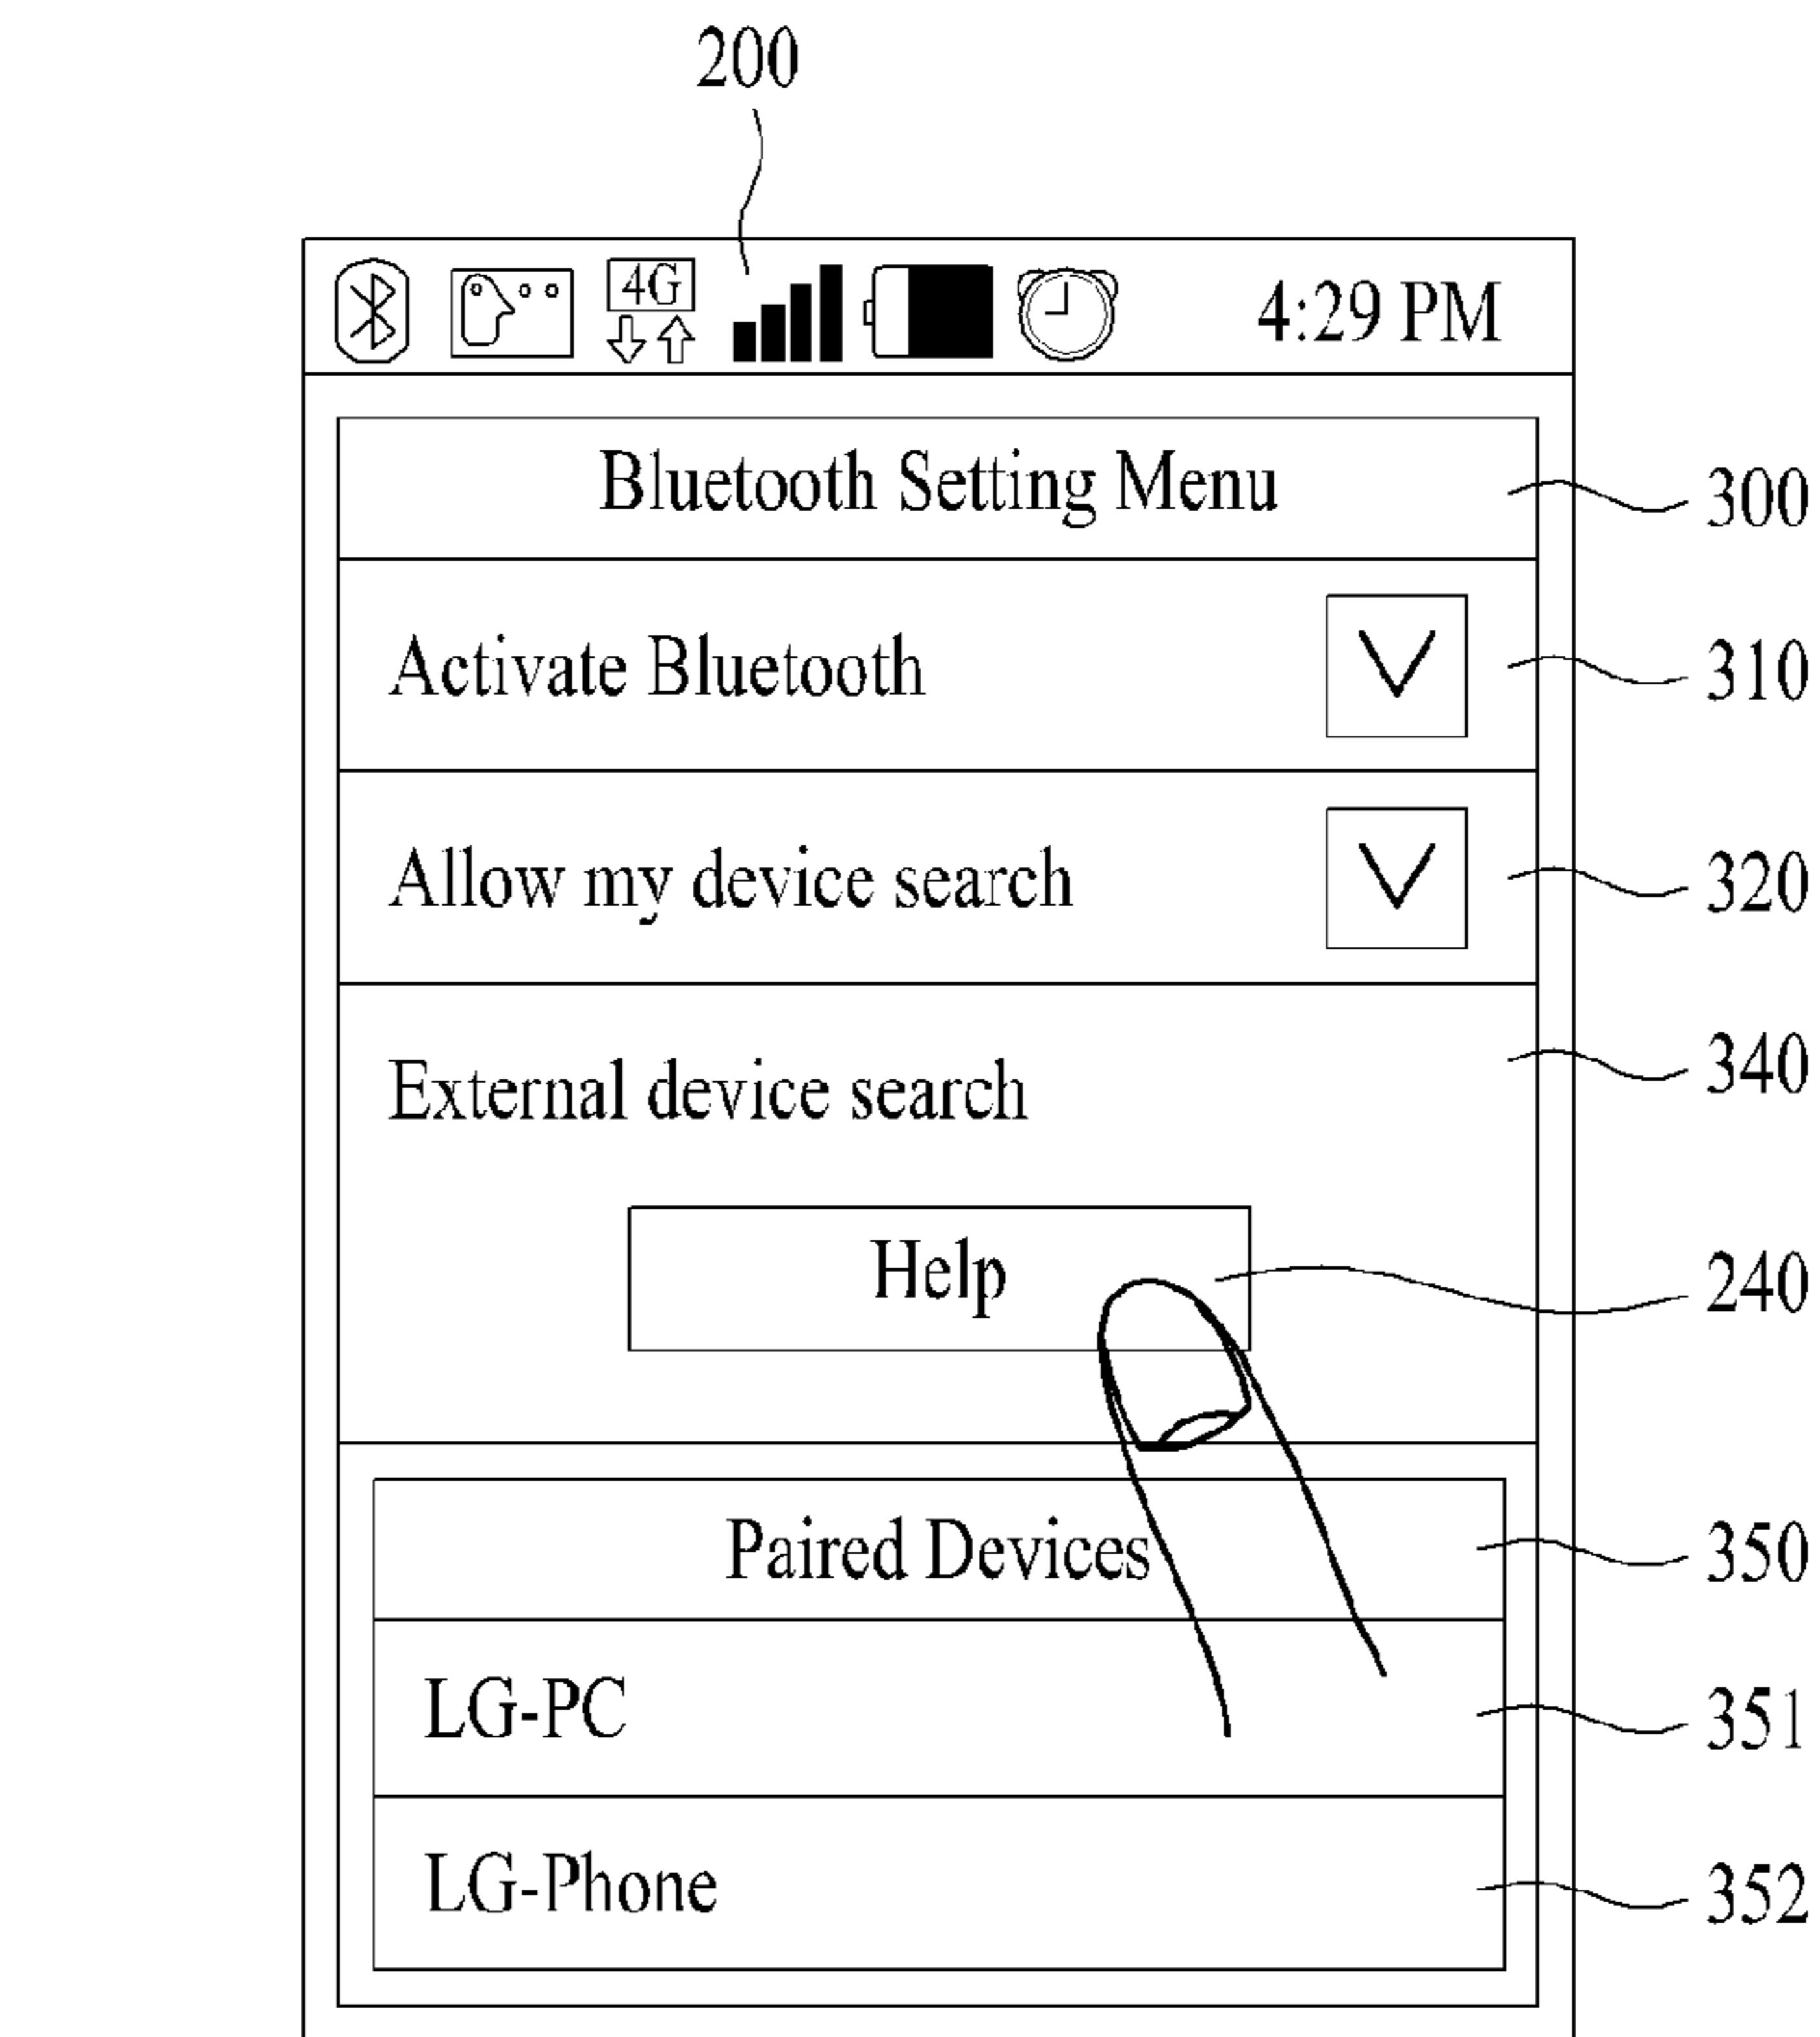 200
4G
4:29 PM
Bluetooth Setting Menu
300
Activate Bluetooth
310
Allow my device search
320
External device search
340
Help
240
Paired Devices
350
LG-PC
351
LG-Phone
352